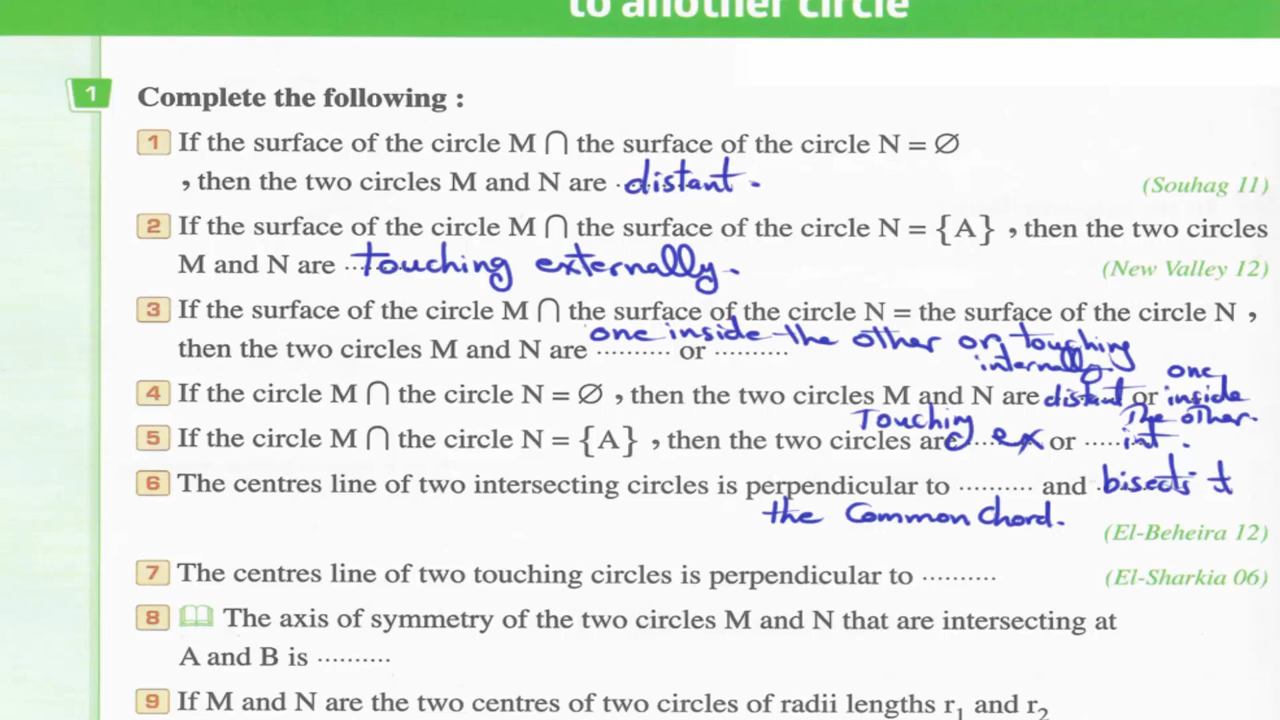 to another circle
1 Complete the following :
1 If the surface of the circle M ∩ the surface of the circle N = ∅
, then the two circles M and N are distant.
(Souhag 11)
2 If the surface of the circle M ∩ the surface of the circle N = {A} , then the two circles
M and N are ...... touching externally.
(New Valley 12)
3 If the surface of the circle M ∩ the surface of the circle N = the surface of the circle N ,
one inside the other or touching
then the two circles M and N are .......... or ..........
internally
one
4 If the circle M ∩ the circle N = ∅ , then the two circles M and N are distant or inside
Touching
the other.
5 If the circle M ∩ the circle N = {A} , then the two circles are .... ex or ..... int.
6 The centres line of two intersecting circles is perpendicular to .......... and bisects it
the Common chord.
(El-Beheira 12)
7 The centres line of two touching circles is perpendicular to ..........
(El-Sharkia 06)
8 The axis of symmetry of the two circles M and N that are intersecting at
A and B is ..........
9 If M and N are the two centres of two circles of radii lengths r₁ and r₂